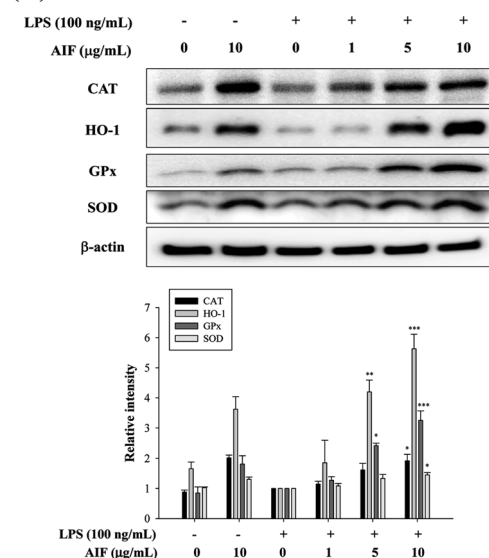 LPS (100 ng/mL) - - + + + +
AIF (μg/mL) 0 10 0 1 5 10
CAT
HO-1
GPx
SOD
β-actin
Relative intensity
7
6
5
4
3
2
1
0
CAT
HO-1
GPx
SOD
** * * *** *** *
LPS (100 ng/mL) - - + + + +
AIF (μg/mL) 0 10 0 1 5 10